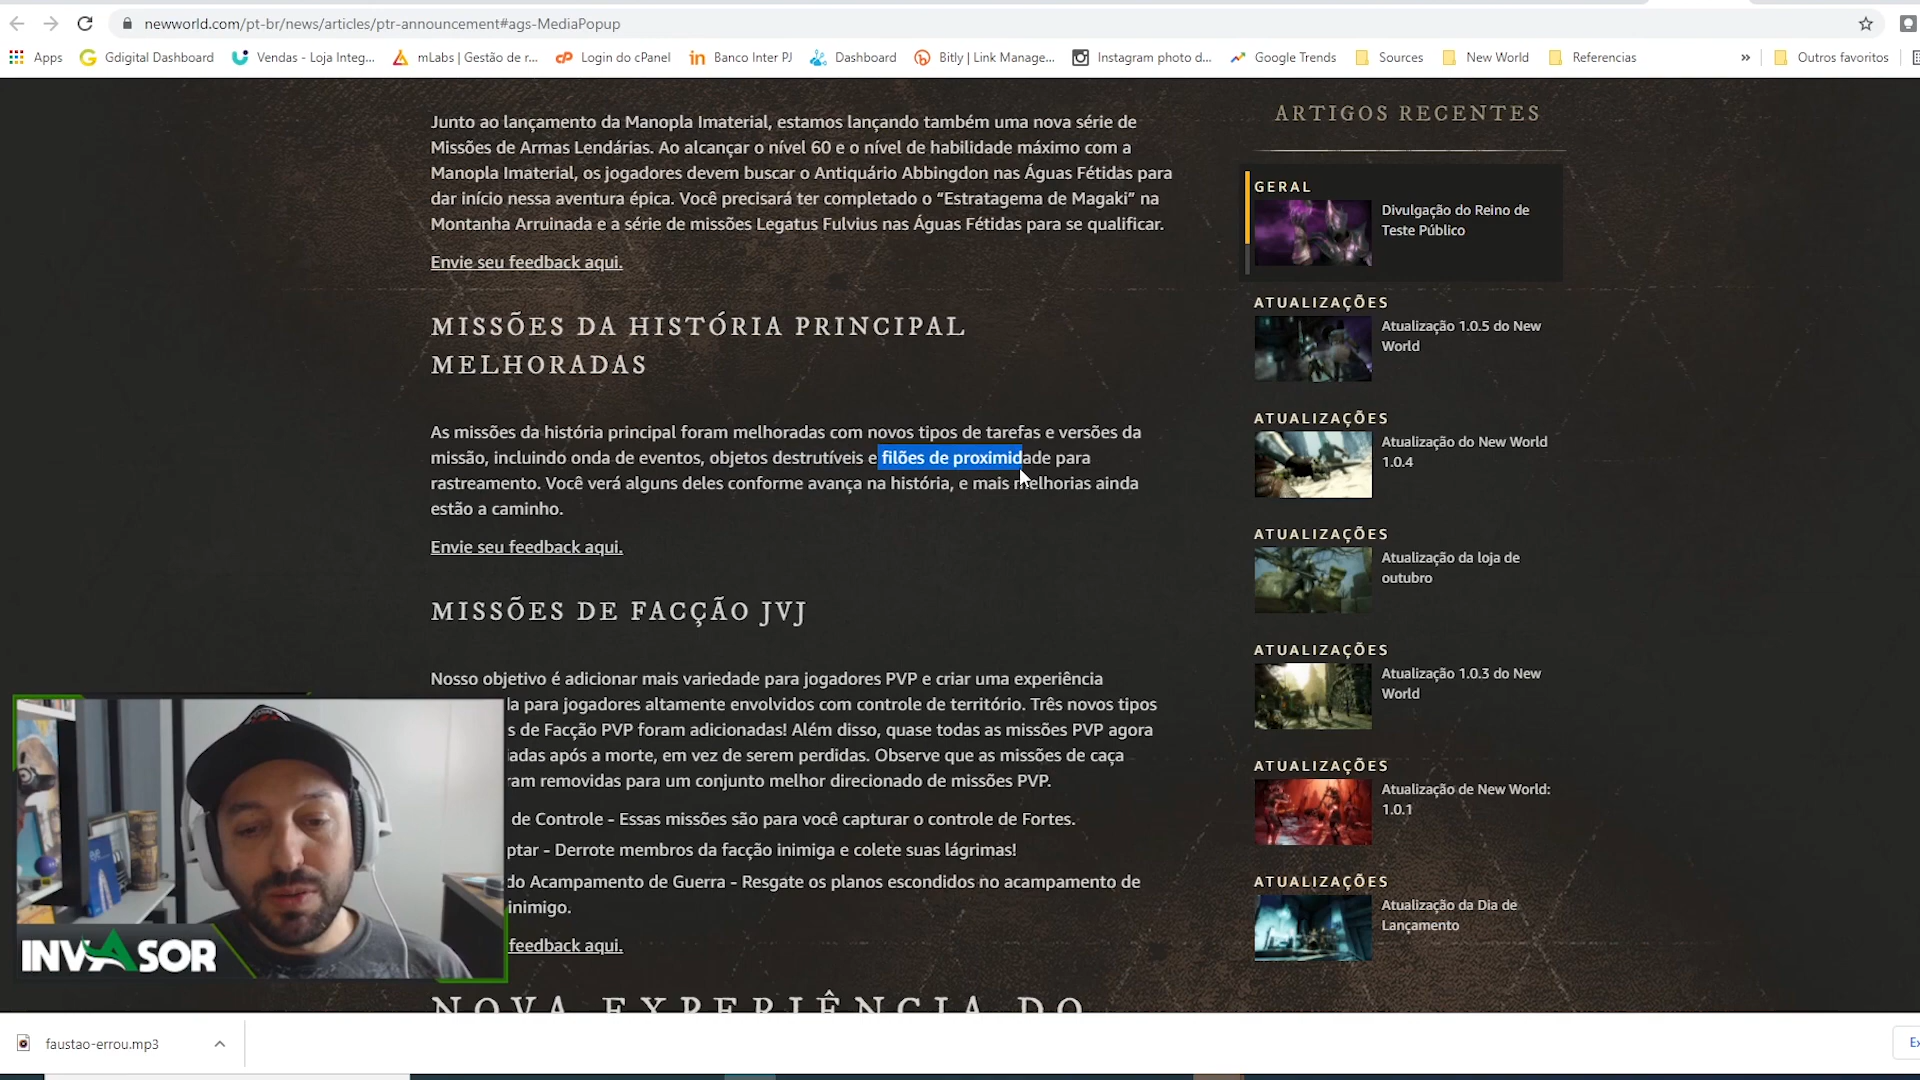 newworld.com/pt-br/news/articles/ptr-announcement#ags-MediaPopup
Apps
Gdigital Dashboard
Vendas - Loja Integ...
mLabs | Gestão de r...
Login do cPanel
Banco Inter PJ
Dashboard
Bitly | Link Manage...
Instagram photo d...
Google Trends
Sources
New World
Referencias
»
Outros favoritos
Junto ao lançamento da Manopla Imaterial, estamos lançando também uma nova série de
Missões de Armas Lendárias. Ao alcançar o nível 60 e o nível de habilidade máximo com a
Manopla Imaterial, os jogadores devem buscar o Antiquário Abbingdon nas Águas Fétidas para
dar início nessa aventura épica. Você precisará ter completado o “Estratagema de Magaki” na
Montanha Arruinada e a série de missões Legatus Fulvius nas Águas Fétidas para se qualificar.
Envie seu feedback aqui.
MISSÕES DA HISTÓRIA PRINCIPAL
MELHORADAS
As missões da história principal foram melhoradas com novos tipos de tarefas e versões da
missão, incluindo onda de eventos, objetos destrutíveis e filões de proximidade para
rastreamento. Você verá alguns deles conforme avança na história, e mais melhorias ainda
estão a caminho.
Envie seu feedback aqui.
MISSÕES DE FACÇÃO JVJ
Nosso objetivo é adicionar mais variedade para jogadores PVP e criar uma experiência
la para jogadores altamente envolvidos com controle de território. Três novos tipos
s de Facção PVP foram adicionadas! Além disso, quase todas as missões PVP agora
iadas após a morte, em vez de serem perdidas. Observe que as missões de caça
ram removidas para um conjunto melhor direcionado de missões PVP.
de Controle - Essas missões são para você capturar o controle de Fortes.
ptar - Derrote membros da facção inimiga e colete suas lágrimas!
do Acampamento de Guerra - Resgate os planos escondidos no acampamento de
inimigo.
feedback aqui.
NOVA EXPERIÊNCIA DO
ARTIGOS RECENTES
GERAL
Divulgação do Reino de
Teste Público
ATUALIZAÇÕES
Atualização 1.0.5 do New
World
ATUALIZAÇÕES
Atualização do New World
1.0.4
ATUALIZAÇÕES
Atualização da loja de
outubro
ATUALIZAÇÕES
Atualização 1.0.3 do New
World
ATUALIZAÇÕES
Atualização de New World:
1.0.1
ATUALIZAÇÕES
Atualização da Dia de
Lançamento
INVASOR
faustao-errou.mp3
Ex